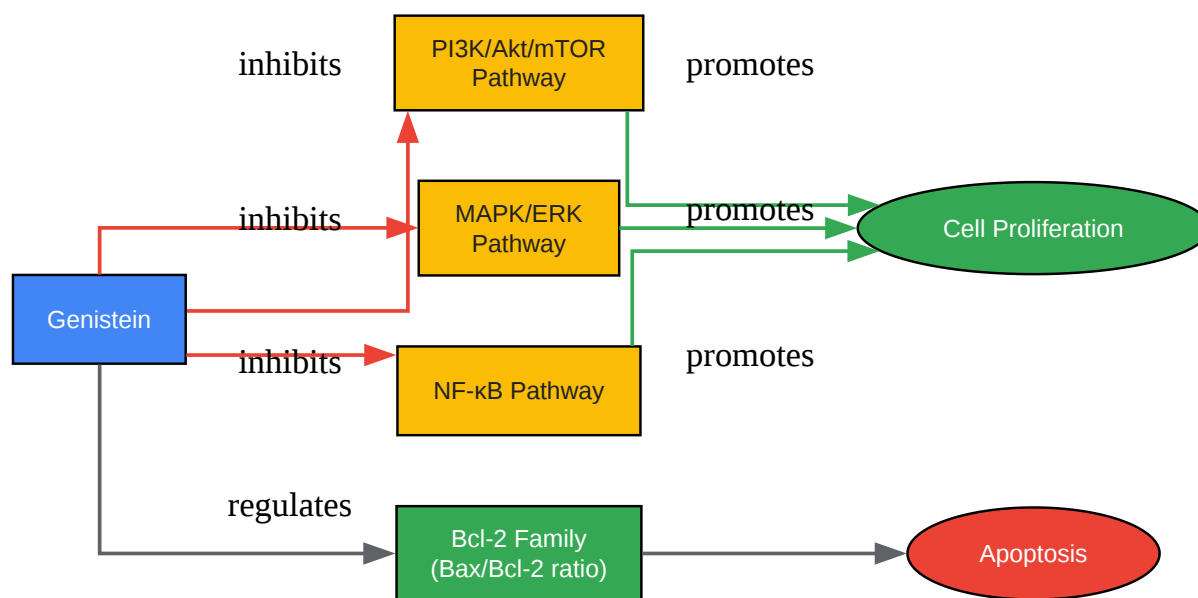 inhibits
PI3K/Akt/mTOR
Pathway
promotes
inhibits
MAPK/ERK
Pathway
promotes
Cell Proliferation
Genistein
inhibits
NF-κB Pathway
promotes
regulates
Bcl-2 Family
(Bax/Bcl-2 ratio)
Apoptosis